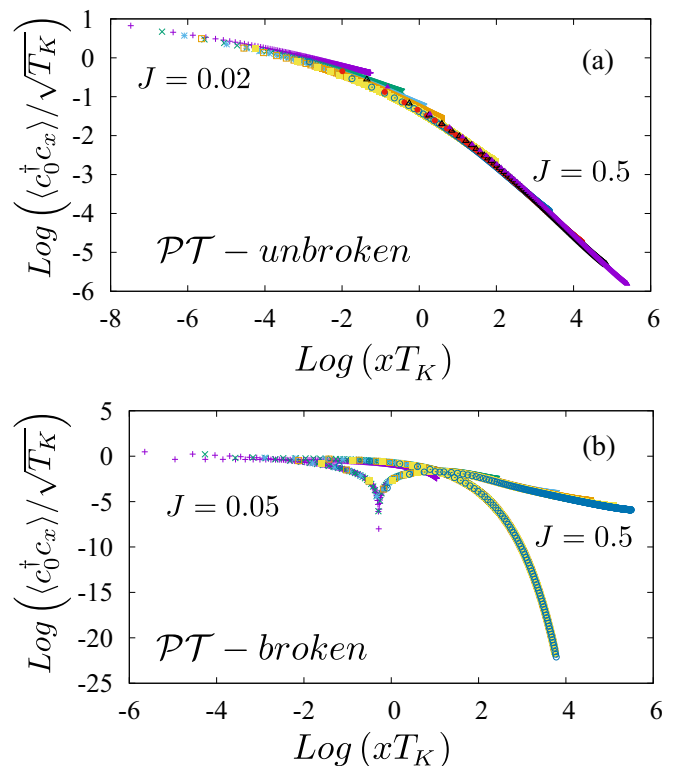 1
0
-1
-2
-3
-4
-5
-6
Log (⟨c₀†cₓ⟩/√T_K)
(a)
J = 0.02
J = 0.5
PT − unbroken
-8 -6 -4 -2 0 2 4 6
Log (xT_K)
5
0
-5
-10
-15
-20
-25
Log (⟨c₀†cₓ⟩/√T_K)
(b)
J = 0.05
J = 0.5
PT − broken
-6 -4 -2 0 2 4 6
Log (xT_K)